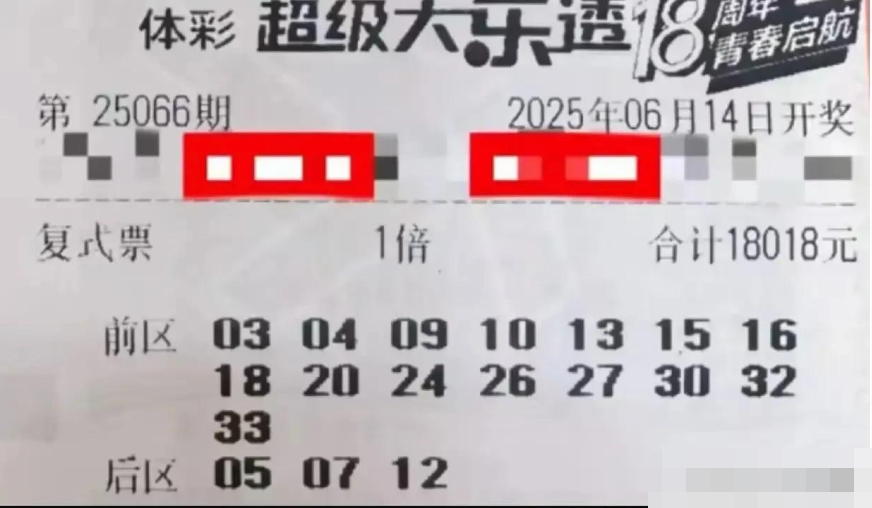 体彩 超级大乐透 18周年
青春启航
第 25066期 2025年06月14日开奖
复式票 1倍 合计18018元
前区 03 04 09 10 13 15 16
18 20 24 26 27 30 32
33
后区 05 07 12